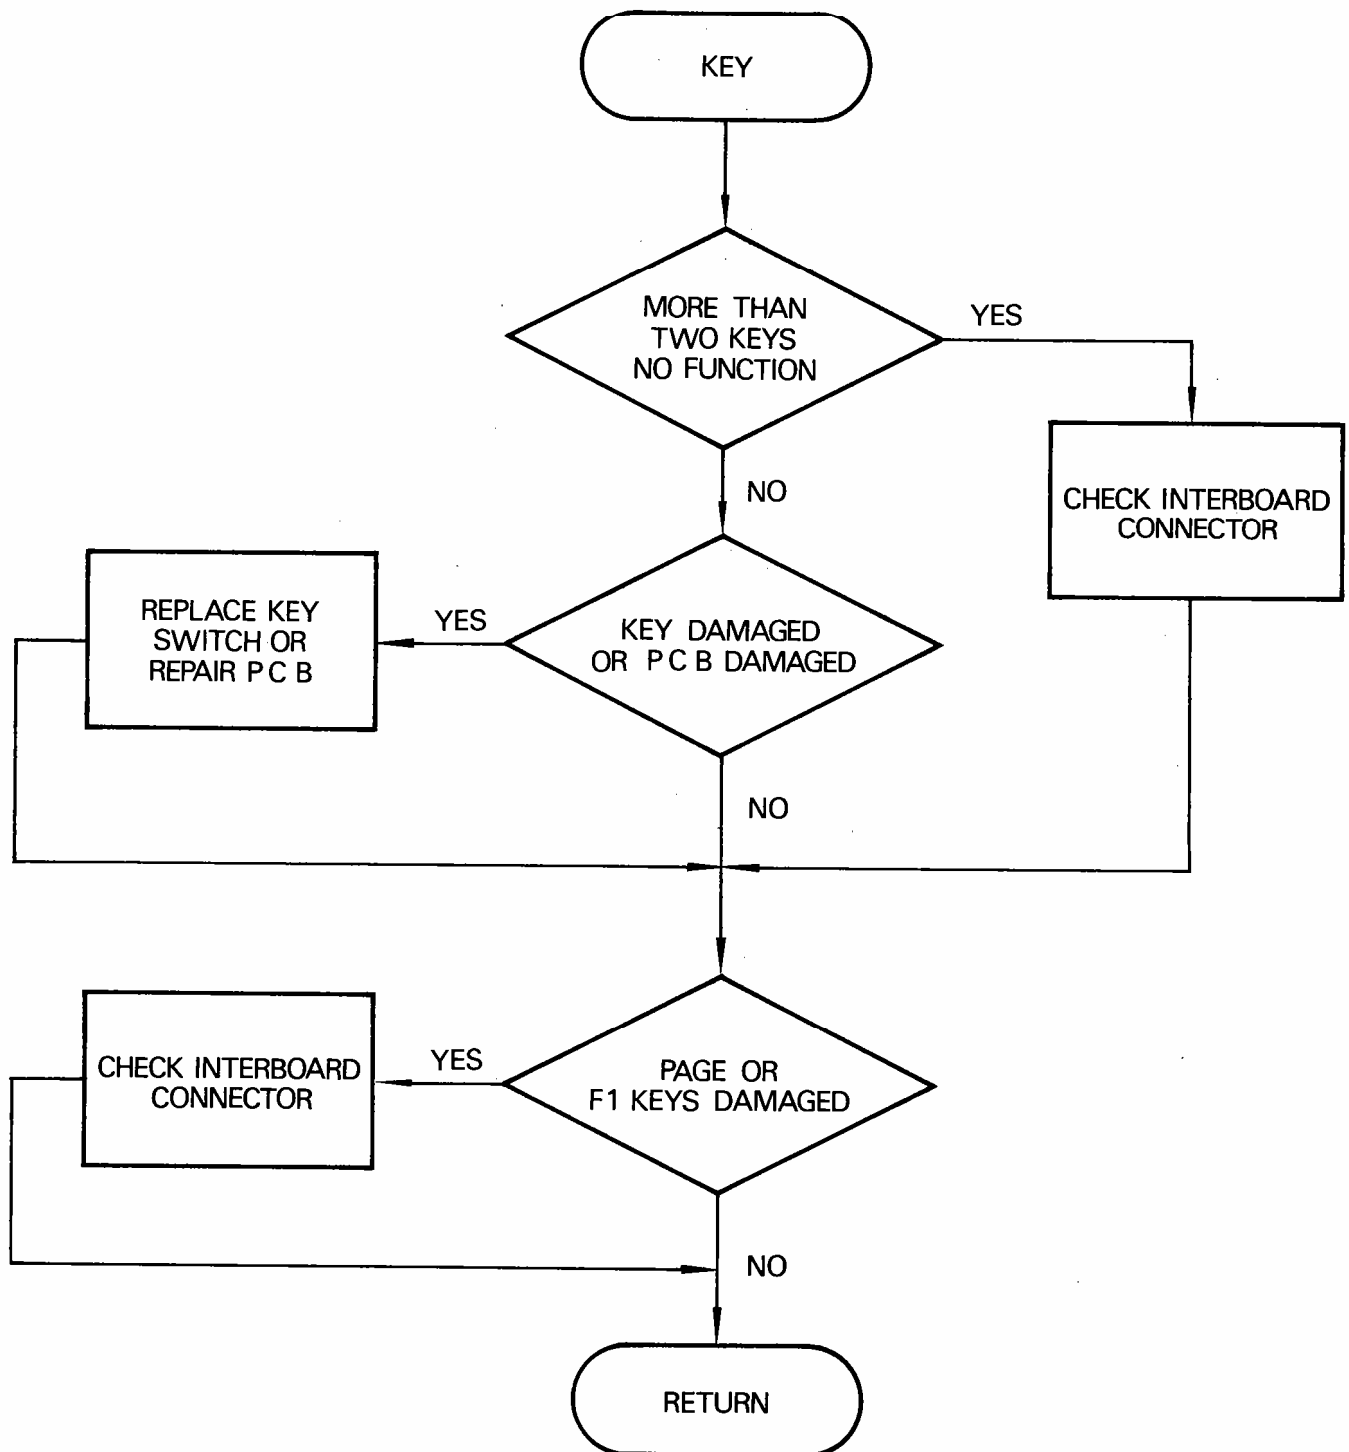 KEY
MORE THAN
TWO KEYS
NO FUNCTION
YES
NO
CHECK INTERBOARD
CONNECTOR
REPLACE KEY
SWITCH OR
REPAIR P C B
YES
KEY DAMAGED
OR P C B DAMAGED
NO
CHECK INTERBOARD
CONNECTOR
YES
PAGE OR
F1 KEYS DAMAGED
NO
RETURN